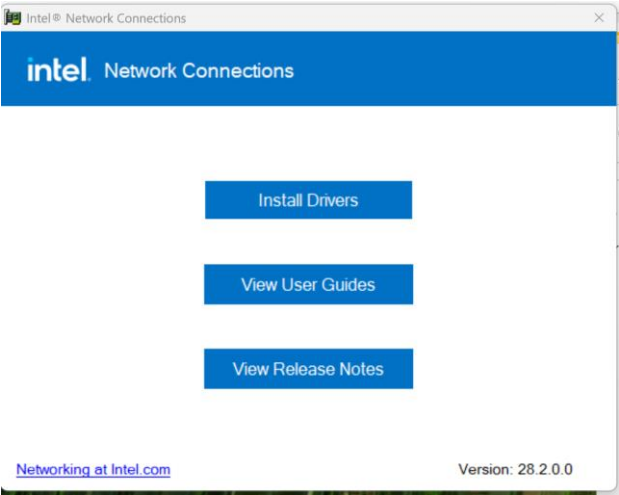 Intel® Network Connections
intel. Network Connections
Install Drivers
View User Guides
View Release Notes
Networking at Intel.com
Version: 28.2.0.0